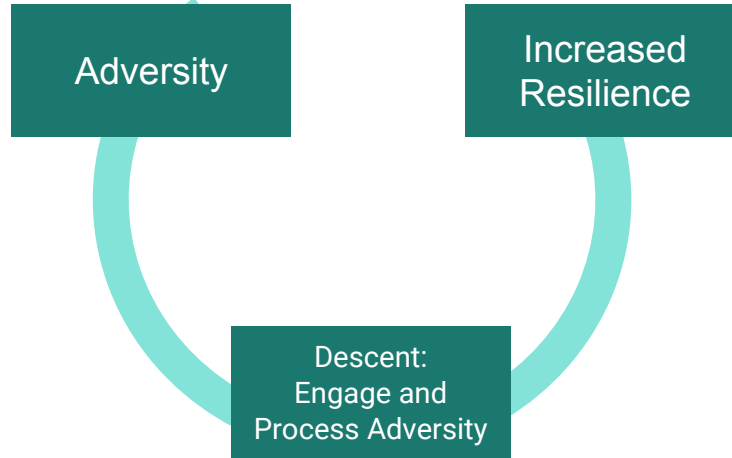 Adversity
Increased
Resilience
Descent:
Engage and
Process Adversity